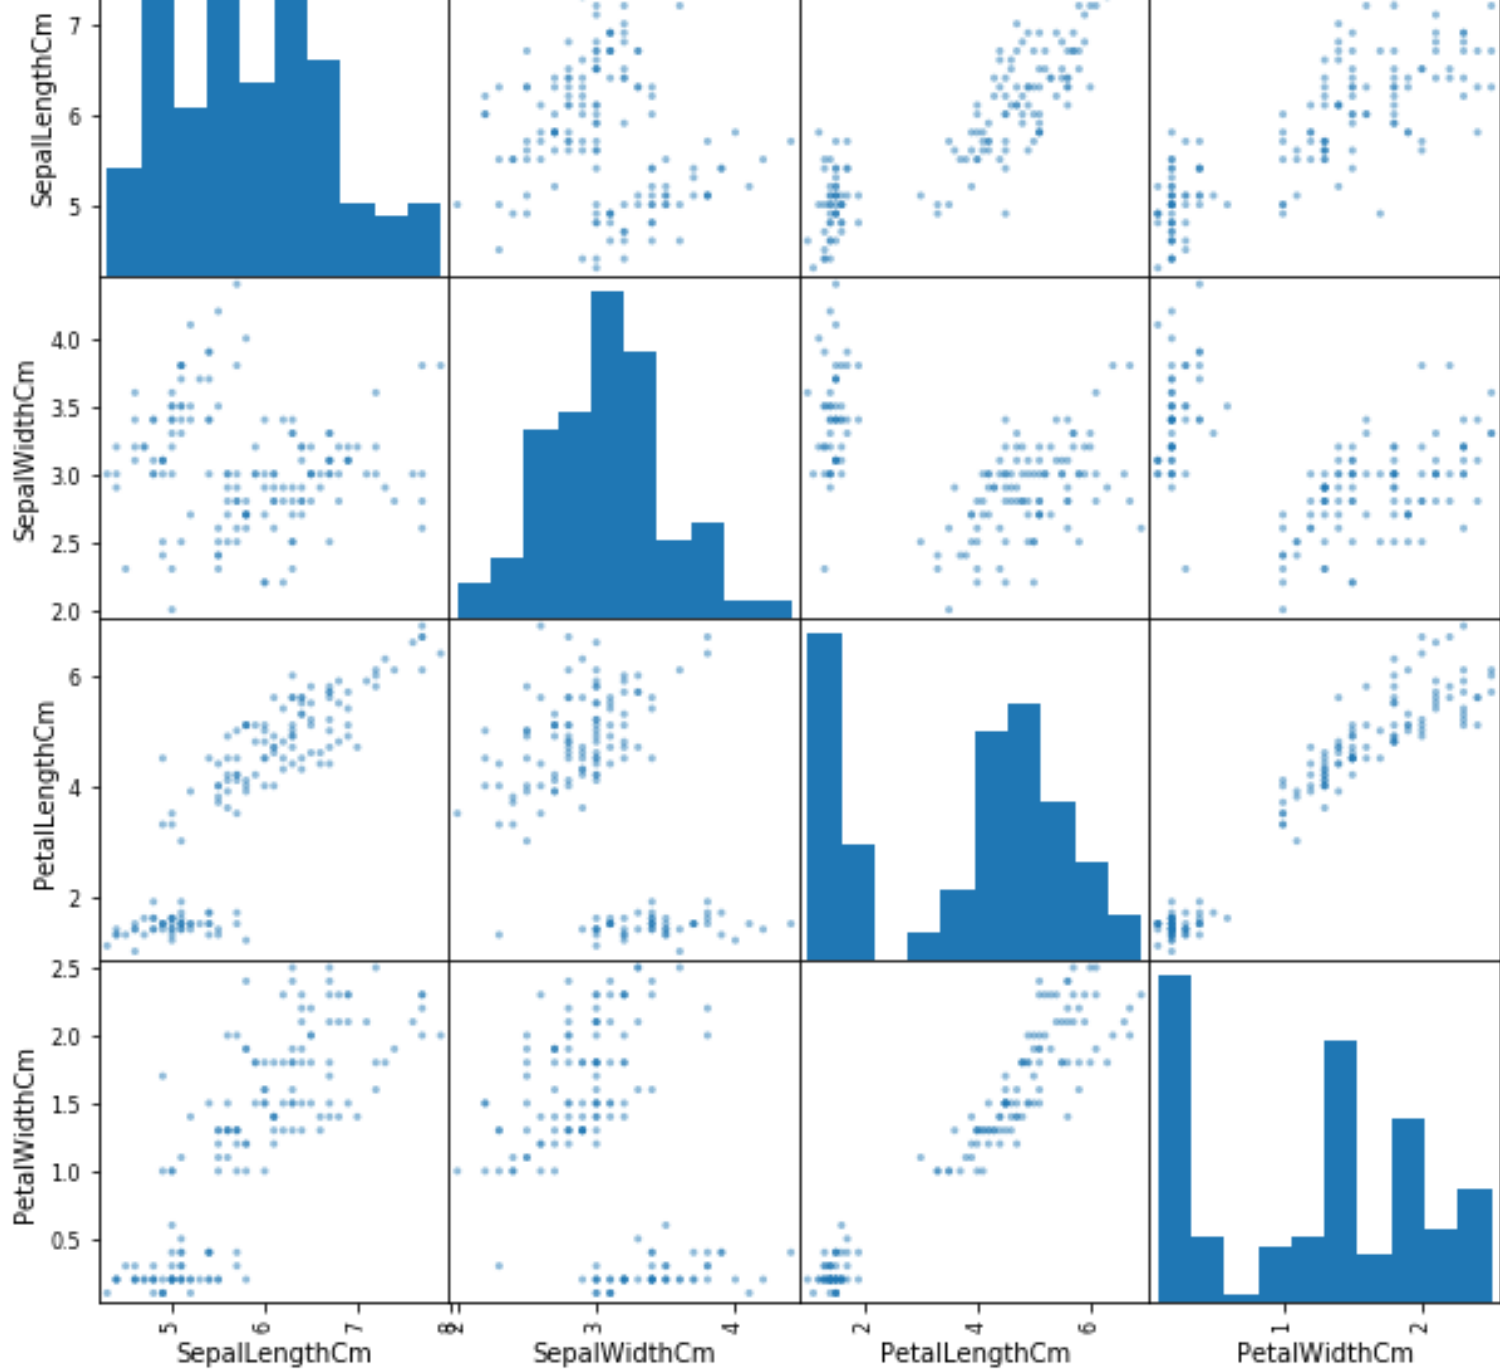 SepalLengthCm
7
6
5
SepalWidthCm
4.0
3.5
3.0
2.5
2.0
PetalLengthCm
6
4
2
PetalWidthCm
2.5
2.0
1.5
1.0
0.5
5 6 7 8 2 3 4 2 4 6 1 2
SepalLengthCm SepalWidthCm PetalLengthCm PetalWidthCm